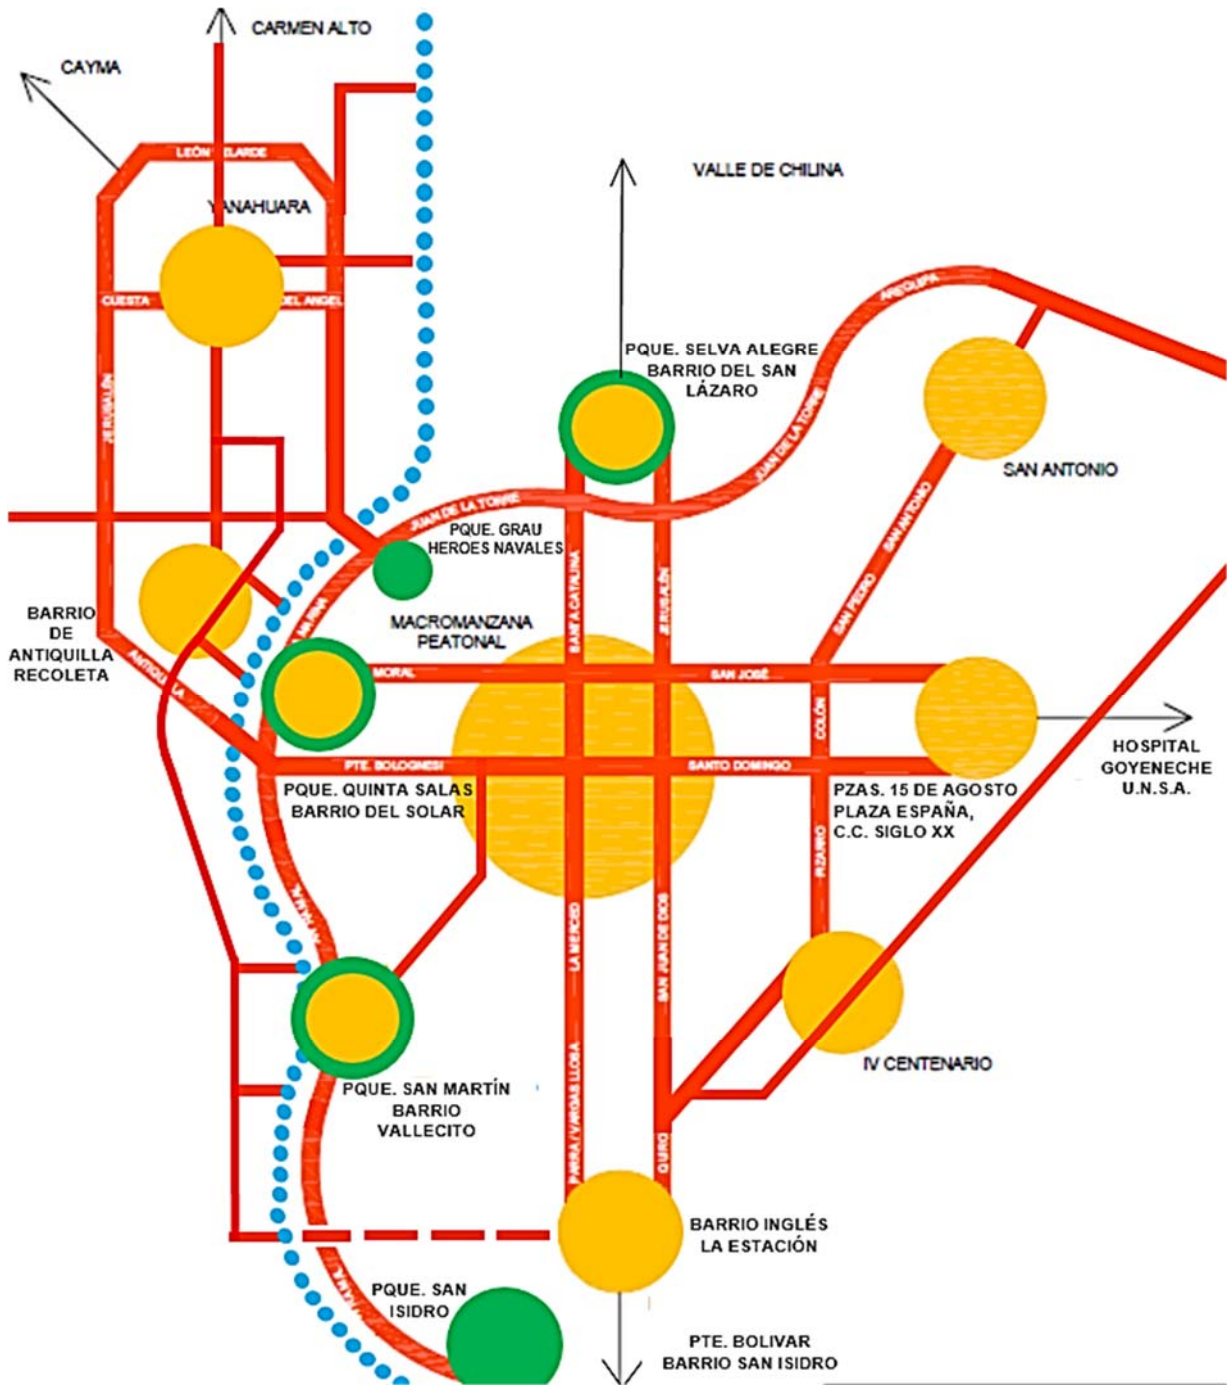 CARMEN ALTO
CAYMA
LEÓN VELARDE
VALLE DE CHILINA
YANAHUARA
AREQUIPA
CUESTA
DEL ANGEL
PQUE. SELVA ALEGRE
BARRIO DEL SAN
LÁZARO
JERUSALÉN
JUAN DE LA TORRE
SAN ANTONIO
JUAN DE LA TORRE
PQUE. GRAU
HEROES NAVALES
SAN ANTONIO
SANTA CATALINA
JERUSALÉN
SAN PEDRO
BARRIO
DE
ANTIQUILLA
RECOLETA
MACROMANZANA
PEATONAL
MARINA
ANTIQUILLA
MORAL
SAN JOSÉ
COLÓN
HOSPITAL
GOYENECHE
U.N.S.A.
PTE. BOLOGNESI
SANTO DOMINGO
PQUE. QUINTA SALAS
BARRIO DEL SOLAR
PZAS. 15 DE AGOSTO
PLAZA ESPAÑA,
C.C. SIGLO XX
PIZARRO
LA MERCED
SAN JUAN DE DIOS
IV CENTENARIO
PQUE. SAN MARTÍN
BARRIO
VALLECITO
PARRA / VARGAS LLOSA
QUIRO
BARRIO INGLÉS
LA ESTACIÓN
PQUE. SAN
ISIDRO
PTE. BOLIVAR
BARRIO SAN ISIDRO